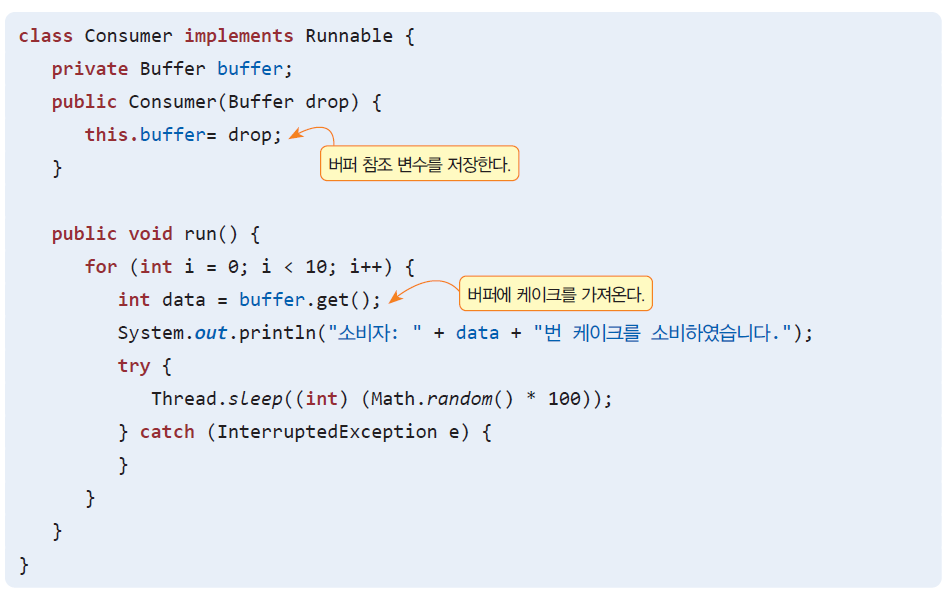 class Consumer implements Runnable {
private Buffer buffer;
public Consumer(Buffer drop) {
this.buffer= drop;
버퍼 참조 변수를 저장한다.
}
public void run() {
for (int i = 0; i < 10; i++) {
int data = buffer.get();
버퍼에 케이크를 가져온다.
System.out.println("소비자: " + data + "번 케이크를 소비하였습니다.");
try {
Thread.sleep((int) (Math.random() * 100));
} catch (InterruptedException e) {
}
}
}
}